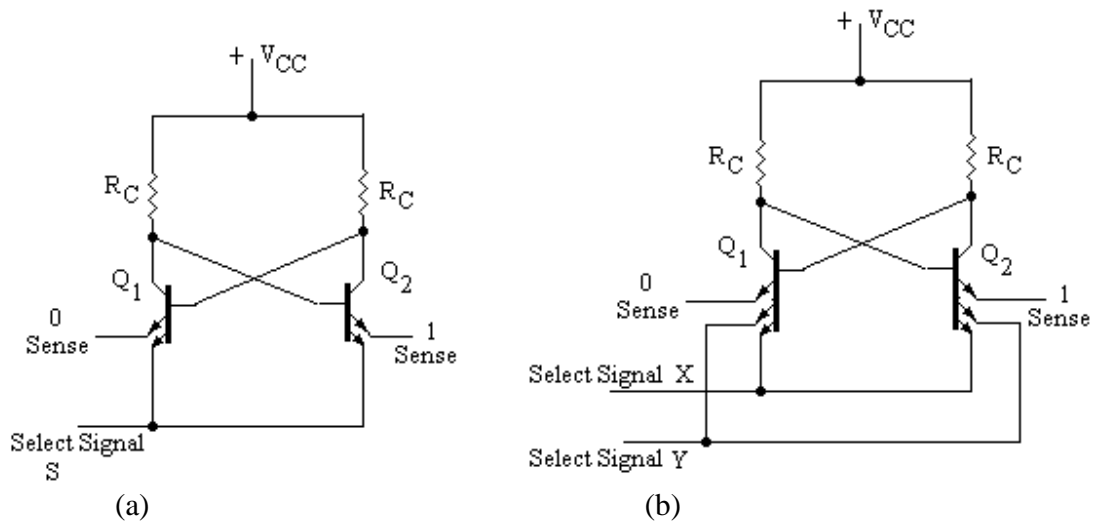 + VCC
RC
RC
Q1
Q2
0
Sense
1
Sense
Select Signal
S
(a)
+ VCC
RC
RC
Q1
Q2
0
Sense
1
Sense
Select Signal X
Select Signal Y
(b)